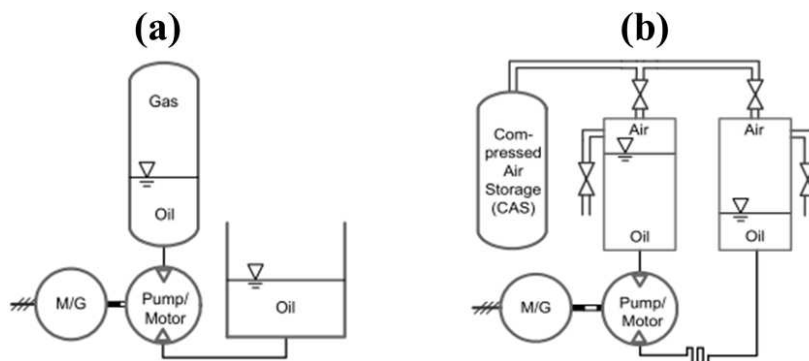 (a)
Gas
Oil
M/G
Pump/
Motor
Oil
(b)
Com-
pressed
Air
Storage
(CAS)
Air
Oil
Air
Oil
M/G
Pump/
Motor